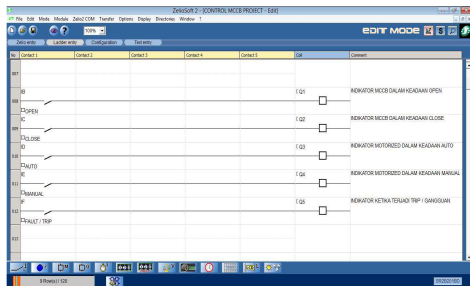 ZelioSoft 2 - [CONTROL MCCB PROJECT - Edit]
File Edit Mode Module Zelio2 COM Transfer Options Display Directories Window ?
100% EDIT MODE
Zelio entry Ladder entry Configuration Text entry
No Contact 1 Contact 2 Contact 3 Contact 4 Contact 5 Coil Comment
007
IB [ Q1 INDIKATOR MCCB DALAM KEADAAN OPEN
008
OPEN
IC [ Q2 INDIKATOR MCCB DALAM KEADAAN CLOSE
009
CLOSE
ID [ Q3 INDIKATOR MOTORIZED DALAM KEADAAN AUTO
010
AUTO
IE [ Q4 INDIKATOR MOTORIZED DALAM KEADAAN MANUAL
011
MANUAL
IF [ Q5 INDIKATOR KETIKA TERJADI TRIP / GANGGUAN
012
FAULT / TRIP
013